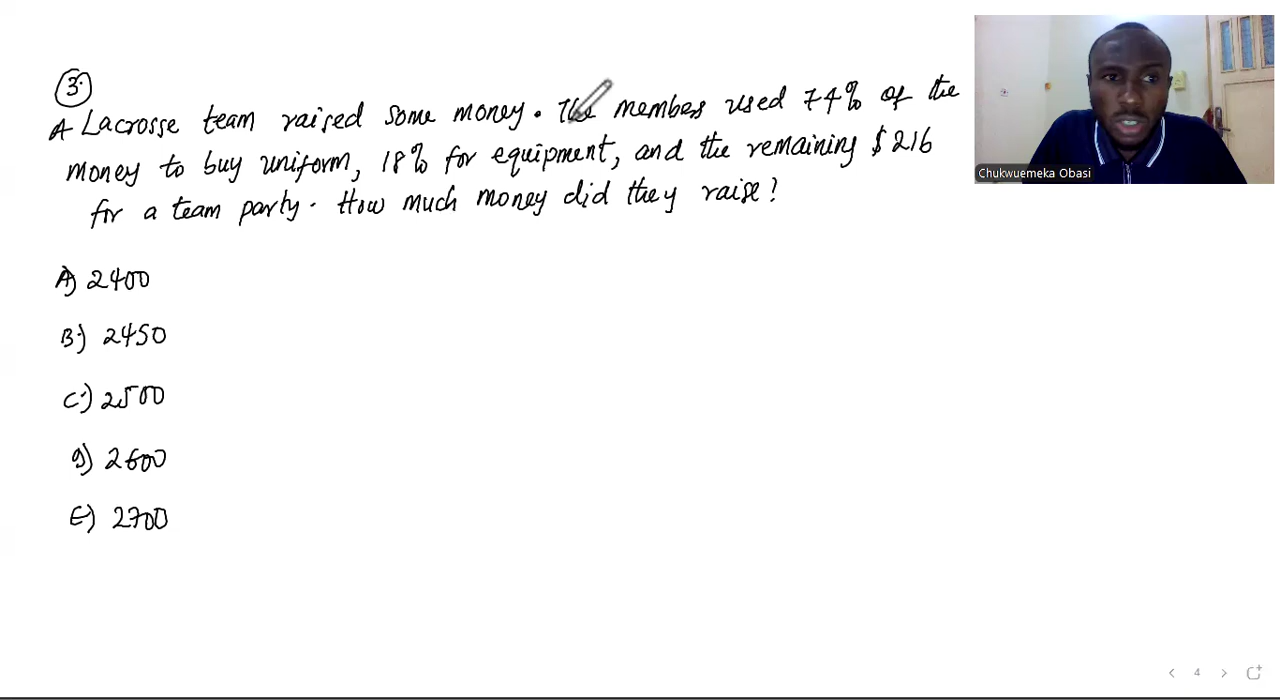 3.
A Lacrosse team raised some money. The members used 74% of the
money to buy uniform, 18% for equipment, and the remaining $216
for a team party. How much money did they raise?
A) 2400
B.) 2450
C.) 2500
D) 2600
E) 2700
Chukwuemeka Obasi
4